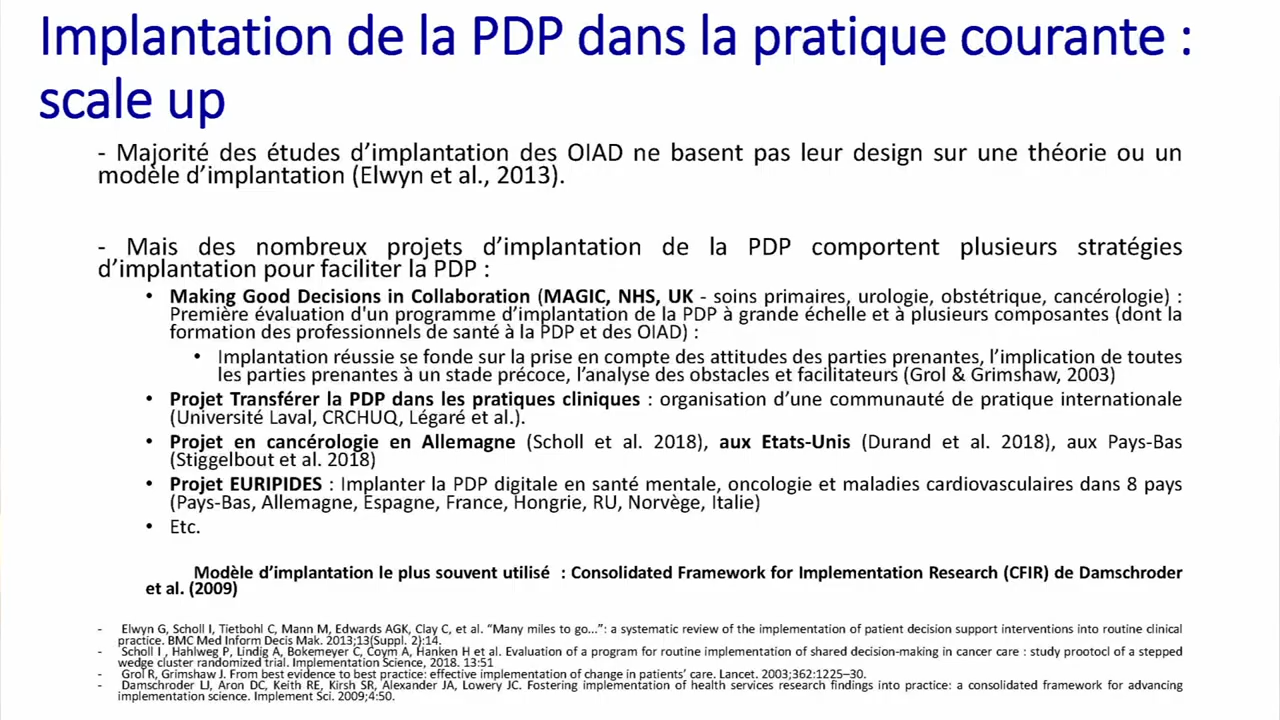 Implantation de la PDP dans la pratique courante :
scale up
- Majorité des études d'implantation des OIAD ne basent pas leur design sur une théorie ou un
modèle d'implantation (Elwyn et al., 2013).
- Mais des nombreux projets d'implantation de la PDP comportent plusieurs stratégies
d'implantation pour faciliter la PDP :
• Making Good Decisions in Collaboration (MAGIC, NHS, UK - soins primaires, urologie, obstétrique, cancérologie) :
Première évaluation d'un programme d'implantation de la PDP à grande échelle et à plusieurs composantes (dont la
formation des professionnels de santé à la PDP et des OIAD) :
• Implantation réussie se fonde sur la prise en compte des attitudes des parties prenantes, l'implication de toutes
les parties prenantes à un stade précoce, l'analyse des obstacles et facilitateurs (Grol & Grimshaw, 2003)
• Projet Transférer la PDP dans les pratiques cliniques : organisation d'une communauté de pratique internationale
(Université Laval, CRCHUQ, Légaré et al.).
• Projet en cancérologie en Allemagne (Scholl et al. 2018), aux Etats-Unis (Durand et al. 2018), aux Pays-Bas
(Stiggelbout et al. 2018)
• Projet EURIPIDES : Implanter la PDP digitale en santé mentale, oncologie et maladies cardiovasculaires dans 8 pays
(Pays-Bas, Allemagne, Espagne, France, Hongrie, RU, Norvège, Italie)
• Etc.
Modèle d'implantation le plus souvent utilisé : Consolidated Framework for Implementation Research (CFIR) de Damschroder
et al. (2009)
- Elwyn G, Scholl I, Tietbohl C, Mann M, Edwards AGK, Clay C, et al. "Many miles to go...": a systematic review of the implementation of patient decision support interventions into routine clinical
practice. BMC Med Inform Decis Mak. 2013;13(Suppl. 2):14.
- Scholl I , Hahlweg P, Lindig A, Bokemeyer C, Coym A, Hanken H et al. Evaluation of a program for routine implementation of shared decision-making in cancer care : study prootocl of a stepped
wedge cluster randomized trial. Implementation Science, 2018. 13:51
- Grol R, Grimshaw J. From best evidence to best practice: effective implementation of change in patients' care. Lancet. 2003;362:1225–30.
- Damschroder LJ, Aron DC, Keith RE, Kirsh SR, Alexander JA, Lowery JC. Fostering implementation of health services research findings into practice: a consolidated framework for advancing
implementation science. Implement Sci. 2009;4:50.